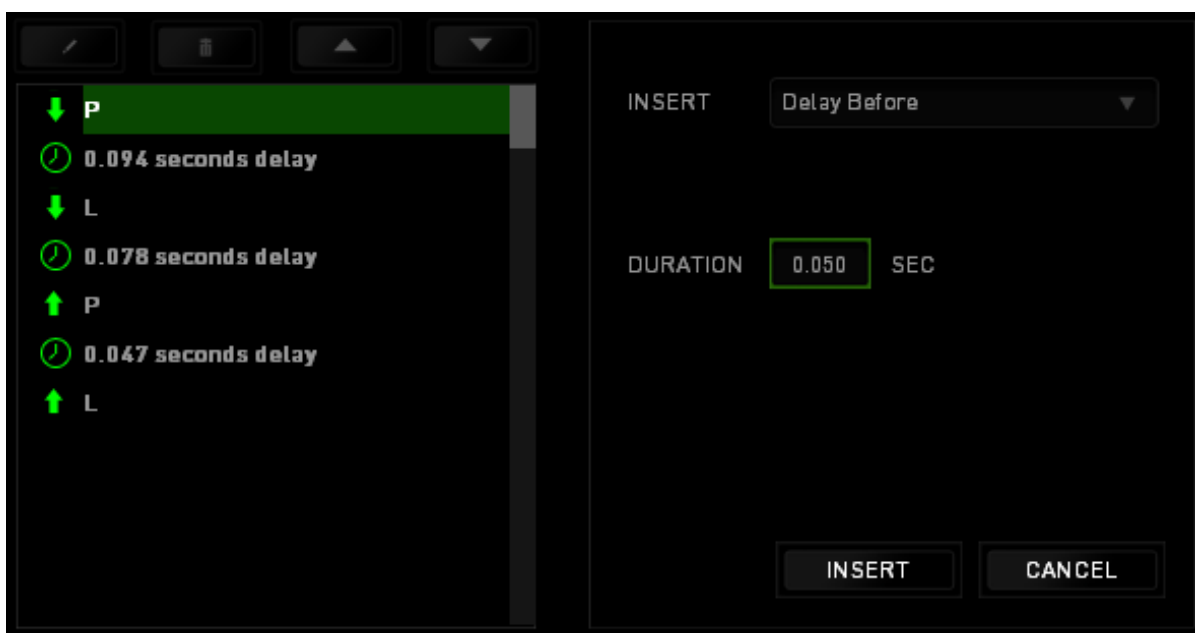 P
0.094 seconds delay
L
0.078 seconds delay
P
0.047 seconds delay
L
INSERT Delay Before
DURATION 0.050 SEC
INSERT CANCEL